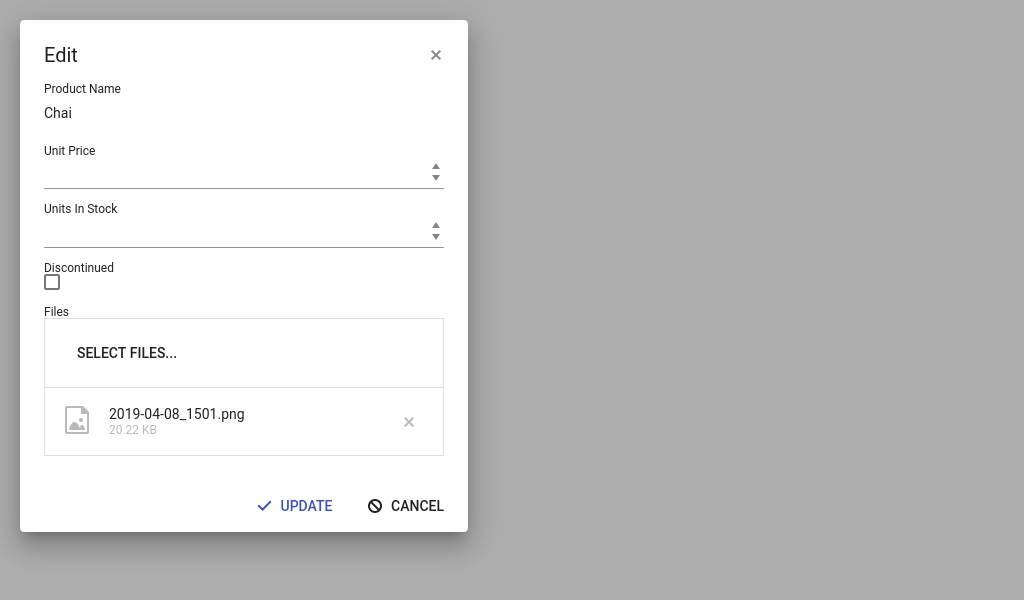 Edit
Product Name
Chai
Unit Price
Units In Stock
Discontinued
Files
SELECT FILES...
2019-04-08_1501.png
20.22 KB
UPDATE CANCEL